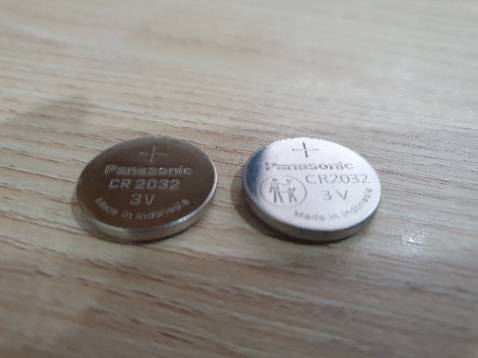 +
Panasonic
CR 2032
3V
Made in Indonesia
+
Panasonic
CR2032
3 V
Made in Indonesia